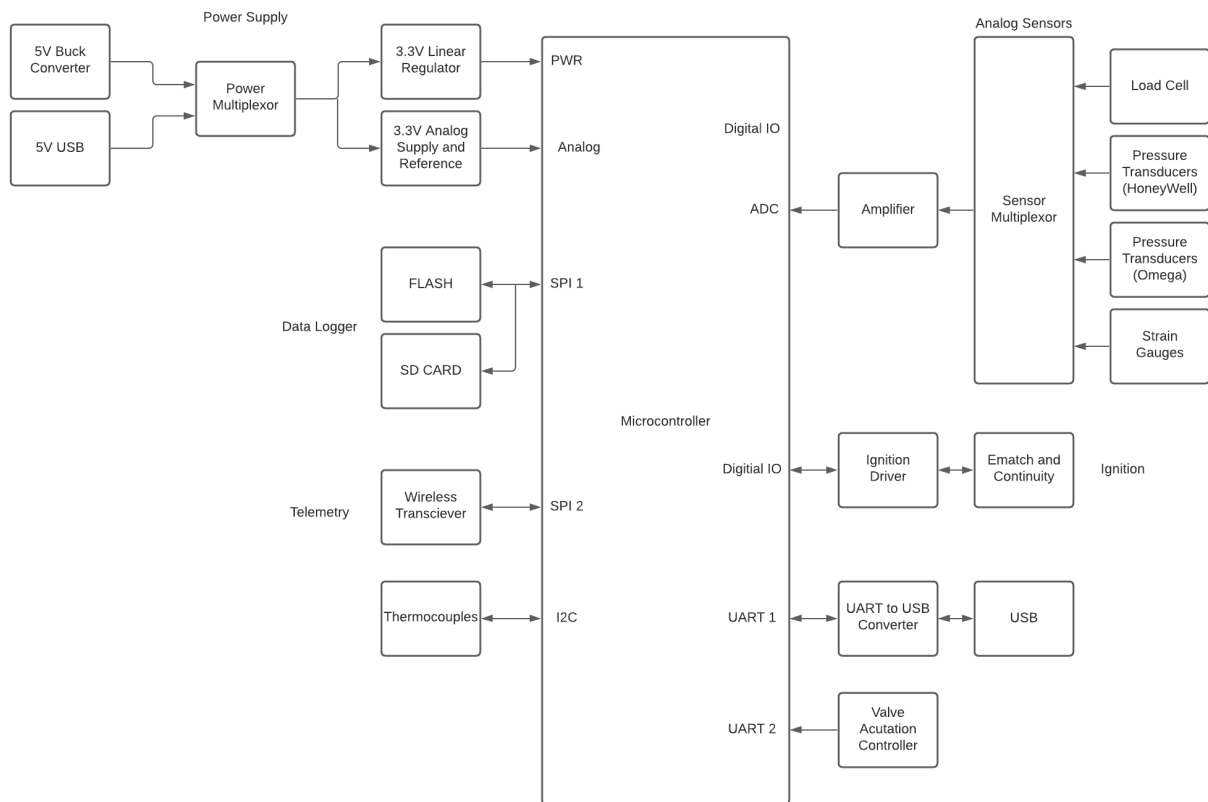 Power Supply
5V Buck
Converter
5V USB
Power
Multiplexor
3.3V Linear
Regulator
3.3V Analog
Supply and
Reference
PWR
Analog
Data Logger
FLASH
SD CARD
SPI 1
Telemetry
Wireless
Transciever
SPI 2
Thermocouples
I2C
Microcontroller
Digital IO
ADC
Amplifier
Analog Sensors
Sensor
Multiplexor
Load Cell
Pressure
Transducers
(HoneyWell)
Pressure
Transducers
(Omega)
Strain
Gauges
Digitial IO
Ignition
Driver
Ematch and
Continuity
Ignition
UART 1
UART to USB
Converter
USB
UART 2
Valve
Acutation
Controller